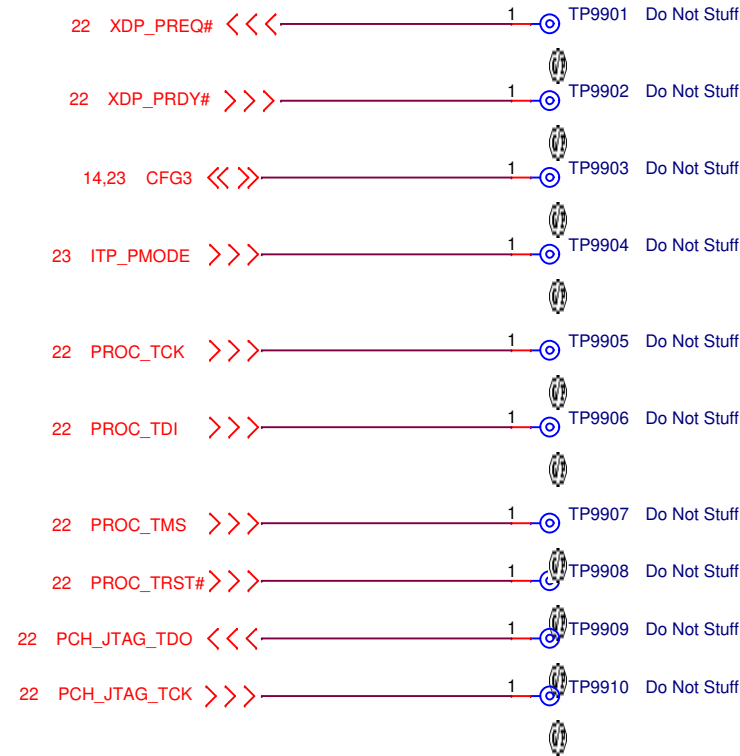 22 XDP_PREQ# 1 TP9901 Do Not Stuff
22 XDP_PRDY# 1 TP9902 Do Not Stuff
14,23 CFG3 1 TP9903 Do Not Stuff
23 ITP_PMODE 1 TP9904 Do Not Stuff
22 PROC_TCK 1 TP9905 Do Not Stuff
22 PROC_TDI 1 TP9906 Do Not Stuff
22 PROC_TMS 1 TP9907 Do Not Stuff
22 PROC_TRST# 1 TP9908 Do Not Stuff
22 PCH_JTAG_TDO 1 TP9909 Do Not Stuff
22 PCH_JTAG_TCK 1 TP9910 Do Not Stuff